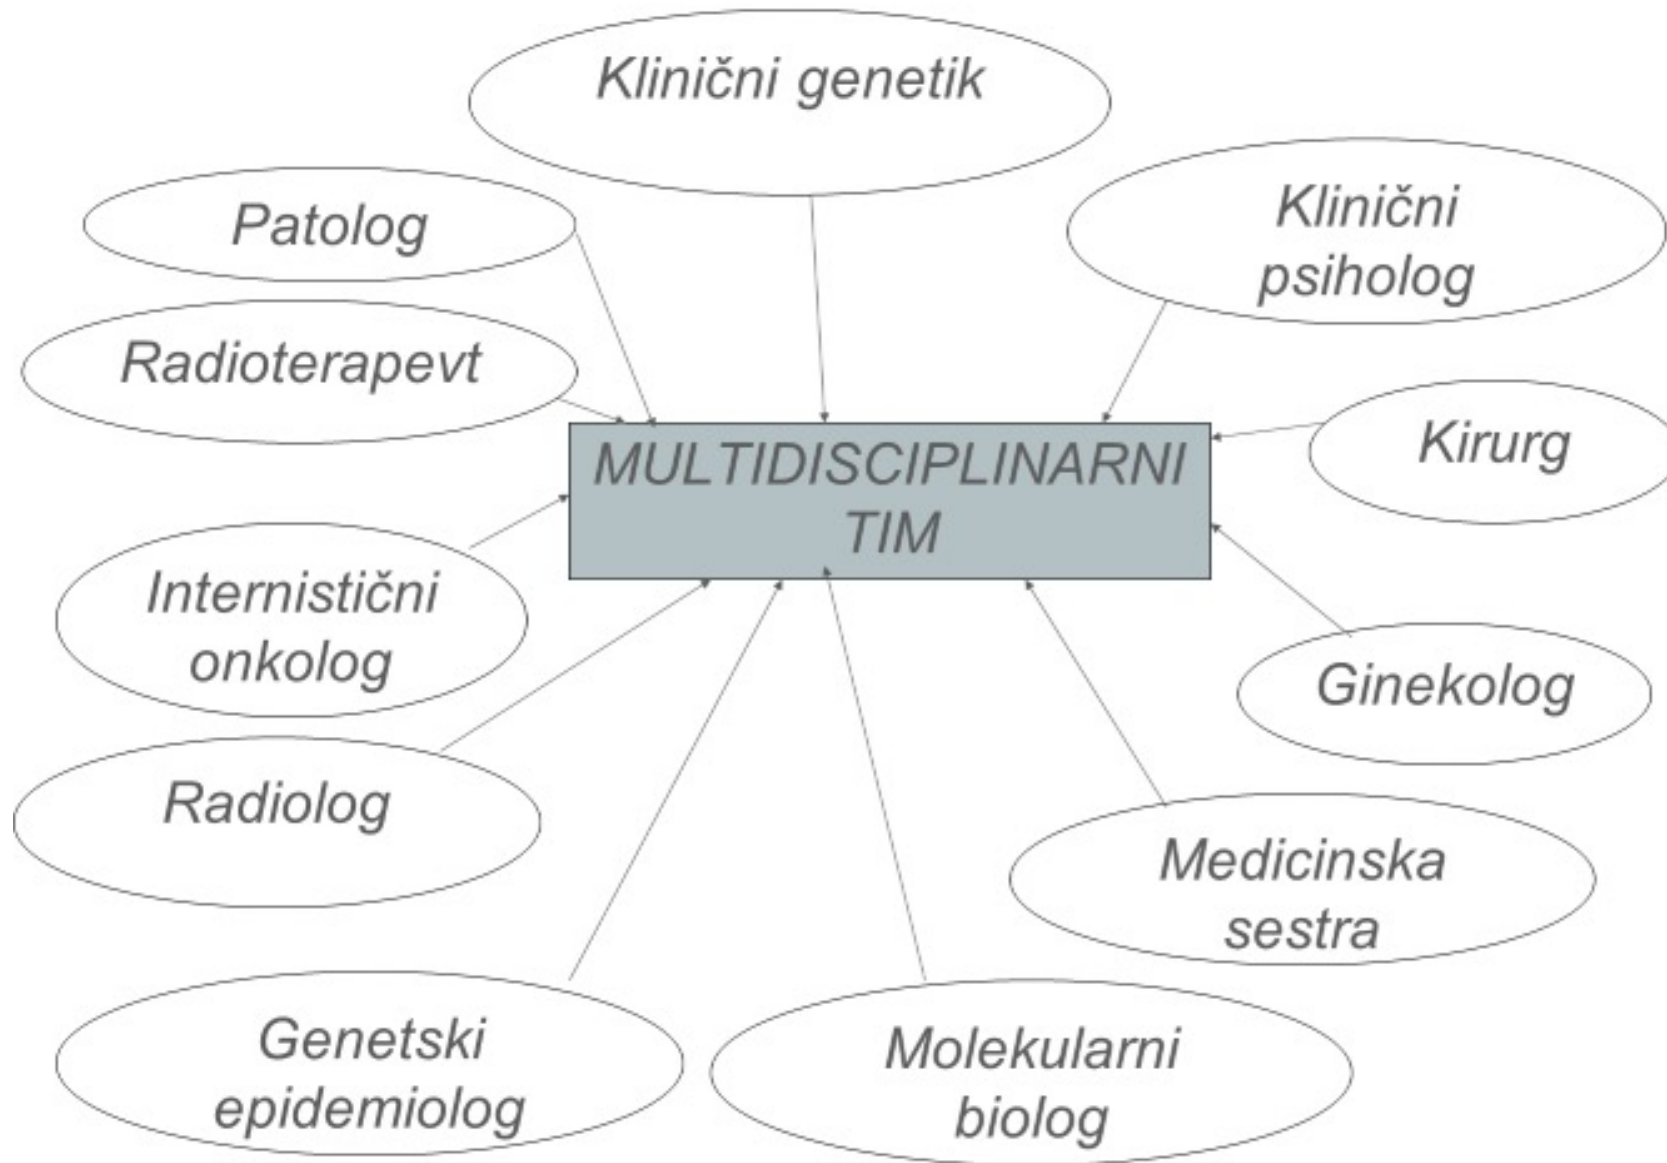 Klinični genetik
Patolog
Klinični
psiholog
Radioterapevt
Kirurg
MULTIDISCIPLINARNI
TIM
Internistični
onkolog
Ginekolog
Radiolog
Medicinska
sestra
Genetski
epidemiolog
Molekularni
biolog